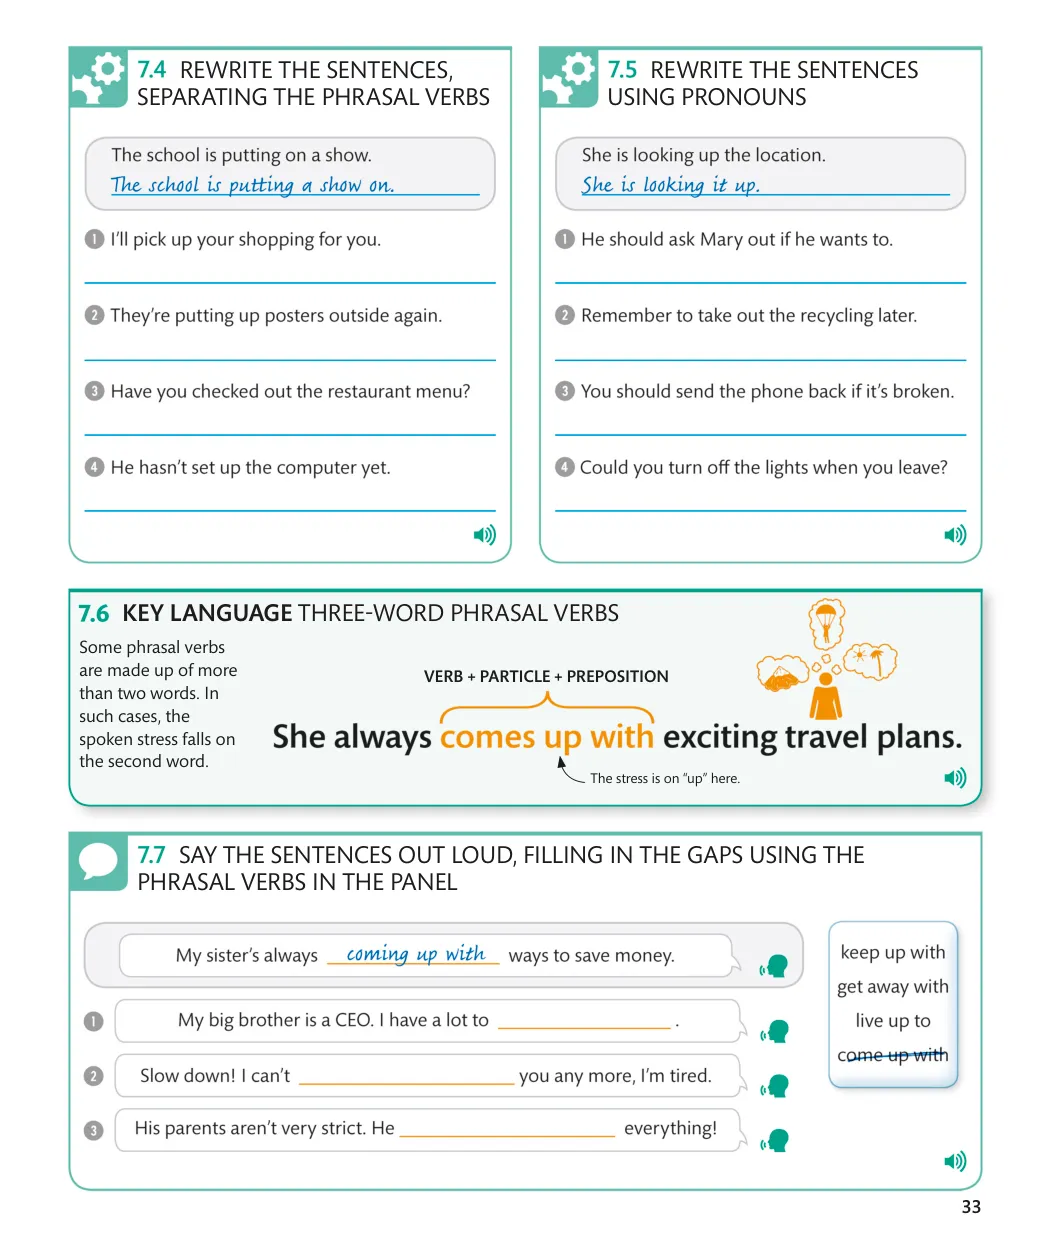 7.4 REWRITE THE SENTENCES,
SEPARATING THE PHRASAL VERBS
The school is putting on a show.
The school is putting a show on.
1 I'll pick up your shopping for you.
2 They're putting up posters outside again.
3 Have you checked out the restaurant menu?
4 He hasn't set up the computer yet.
7.5 REWRITE THE SENTENCES
USING PRONOUNS
She is looking up the location.
She is looking it up.
1 He should ask Mary out if he wants to.
2 Remember to take out the recycling later.
3 You should send the phone back if it's broken.
4 Could you turn off the lights when you leave?
7.6 KEY LANGUAGE THREE-WORD PHRASAL VERBS
Some phrasal verbs
are made up of more
than two words. In
such cases, the
spoken stress falls on
the second word.
VERB + PARTICLE + PREPOSITION
She always comes up with exciting travel plans.
The stress is on "up" here.
7.7 SAY THE SENTENCES OUT LOUD, FILLING IN THE GAPS USING THE
PHRASAL VERBS IN THE PANEL
My sister's always coming up with ways to save money.
1 My big brother is a CEO. I have a lot to .
2 Slow down! I can't you any more, I'm tired.
3 His parents aren't very strict. He everything!
keep up with
get away with
live up to
come up with
33